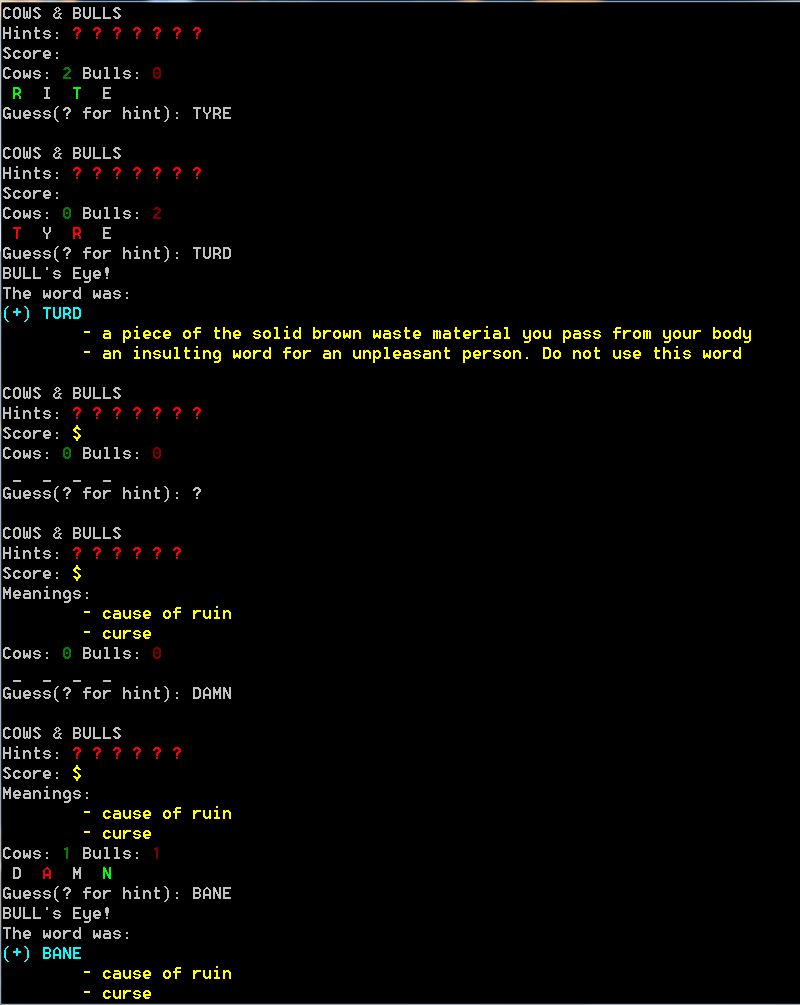 COWS & BULLS
Hints: ? ? ? ? ? ? ?
Score:
Cows: 2 Bulls: 0
R I T E
Guess(? for hint): TYRE
COWS & BULLS
Hints: ? ? ? ? ? ? ?
Score:
Cows: 0 Bulls: 2
T Y R E
Guess(? for hint): TURD
BULL's Eye!
The word was:
(+) TURD
- a piece of the solid brown waste material you pass from your body
- an insulting word for an unpleasant person. Do not use this word
COWS & BULLS
Hints: ? ? ? ? ? ? ?
Score: $
Cows: 0 Bulls: 0
_ _ _ _
Guess(? for hint): ?
COWS & BULLS
Hints: ? ? ? ? ? ?
Score: $
Meanings:
- cause of ruin
- curse
Cows: 0 Bulls: 0
_ _ _ _
Guess(? for hint): DAMN
COWS & BULLS
Hints: ? ? ? ? ? ?
Score: $
Meanings:
- cause of ruin
- curse
Cows: 1 Bulls: 1
D A M N
Guess(? for hint): BANE
BULL's Eye!
The word was:
(+) BANE
- cause of ruin
- curse